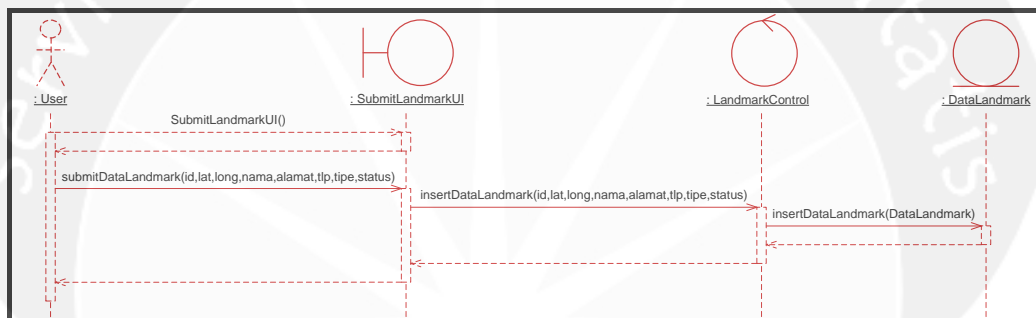 : User
: SubmitLandmarkUI
: LandmarkControl
: DataLandmark
SubmitLandmarkUI()
submitDataLandmark(id,lat,long,nama,alamat,tlp,tipe,status)
insertDataLandmark(id,lat,long,nama,alamat,tlp,tipe,status)
insertDataLandmark(DataLandmark)